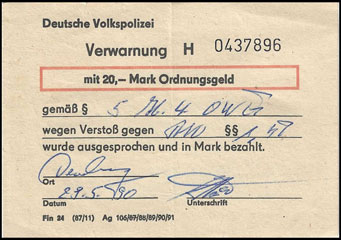 Deutsche Volkspolizei
Verwarnung H 0437896
mit 20,– Mark Ordnungsgeld
gemäß § 5 Abs. 4 OWG
wegen Verstoß gegen §§ 1, 47
wurde ausgesprochen und in Mark bezahlt.
Ort
29.5.90
Datum Unterschrift
Fin 24 (87/11) Ag 106/87/88/89/90/91